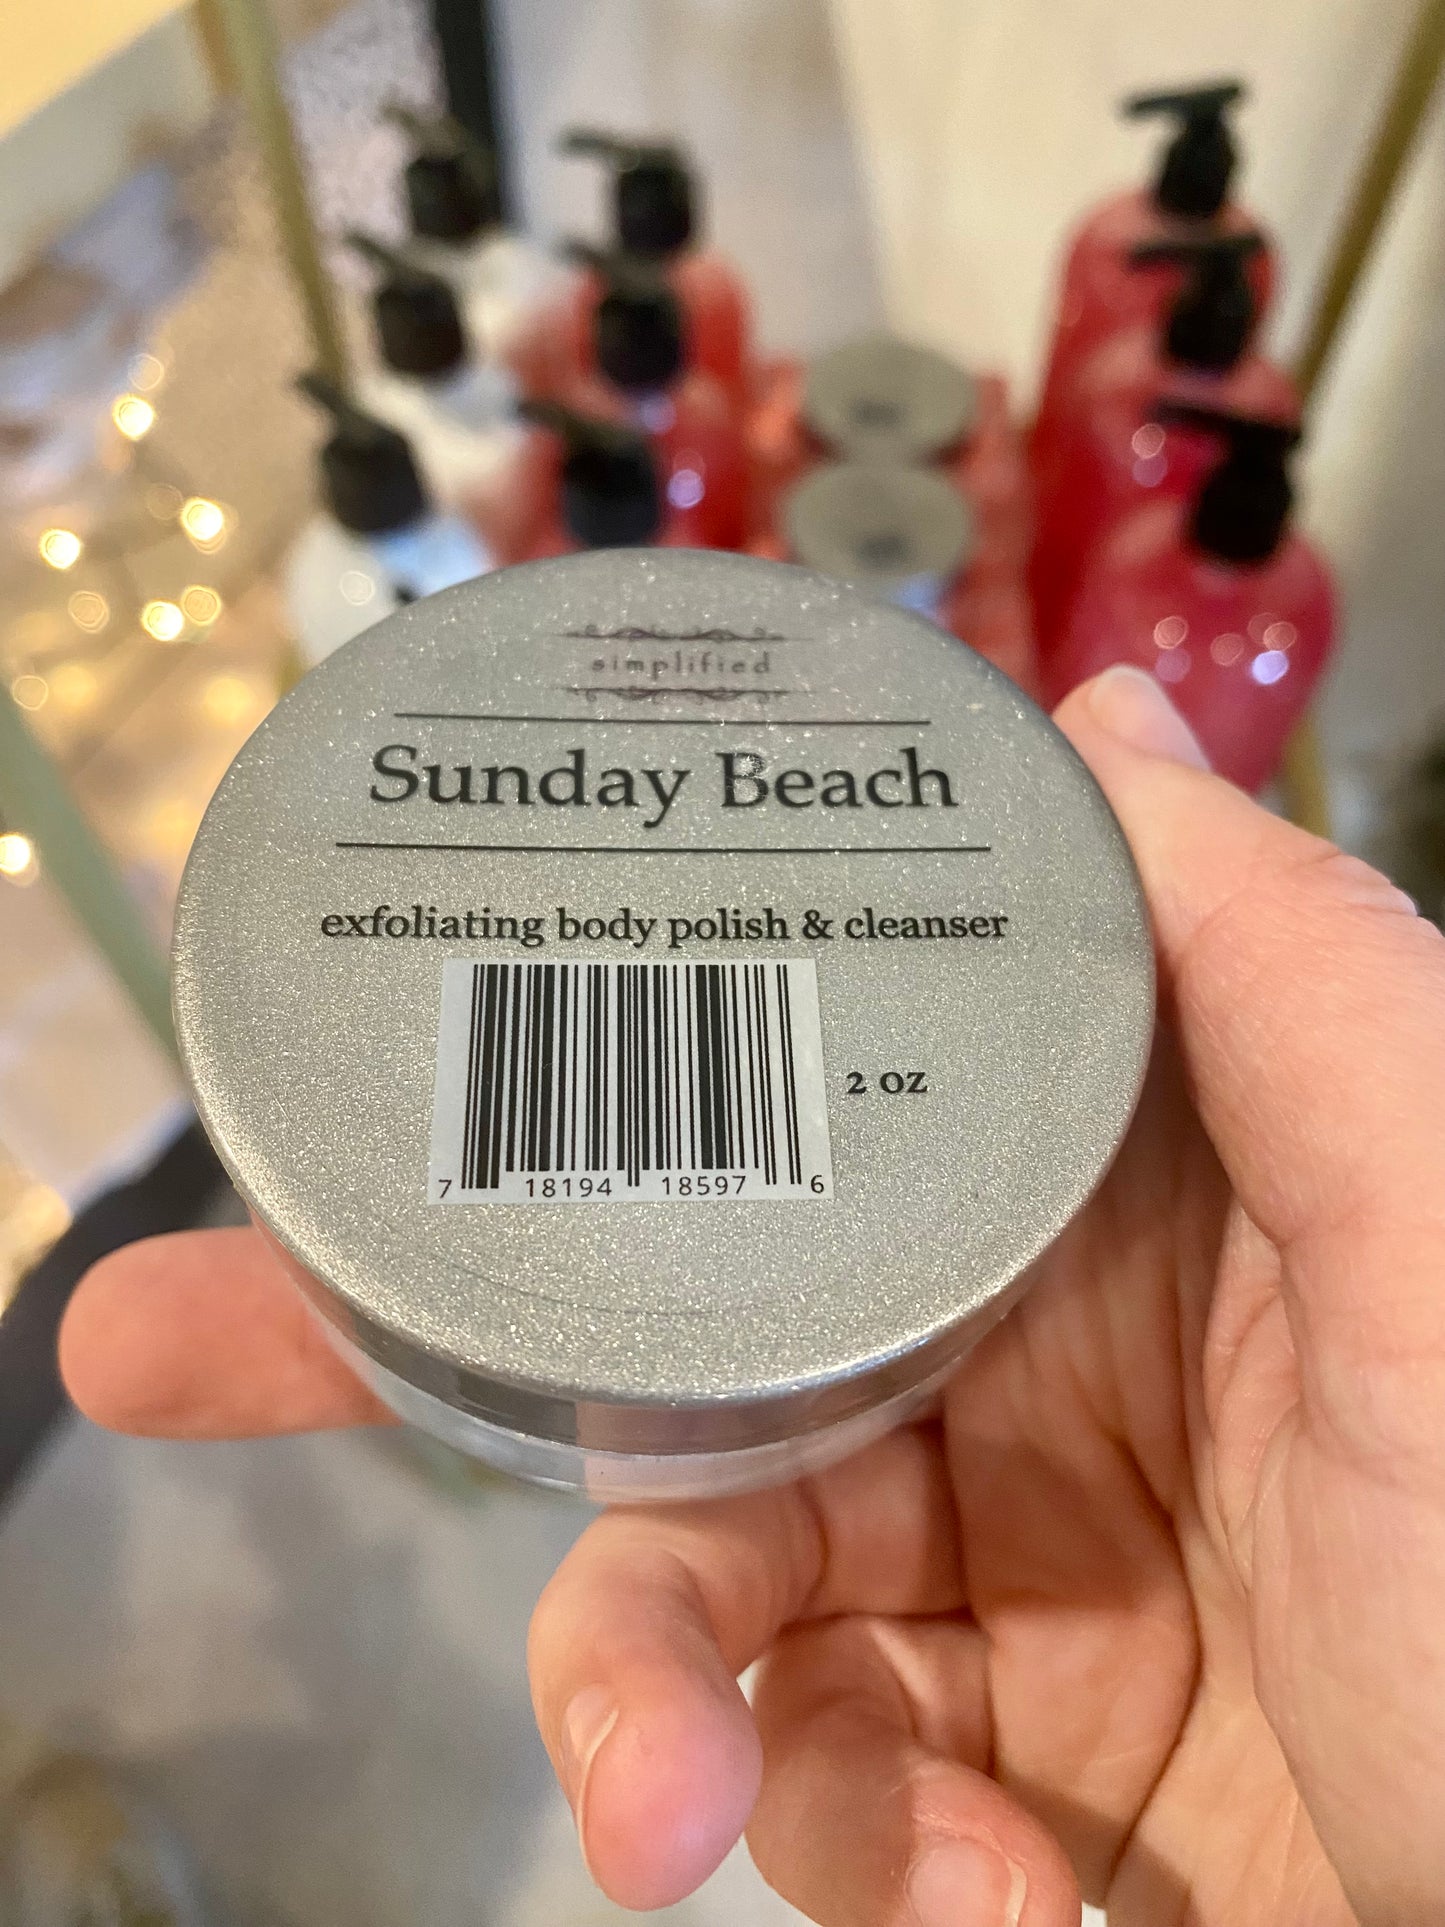 simplified
Sunday Beach
exfoliating body polish & cleanser
2 oz
7 18194 18597 6